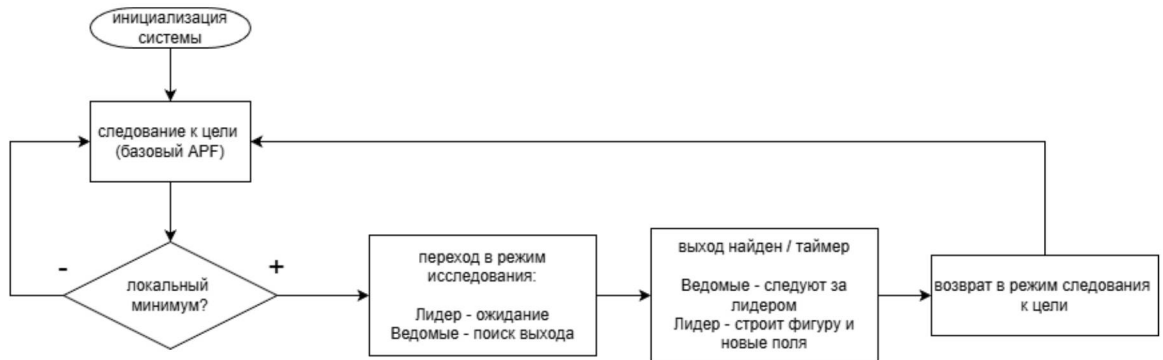 инициализация
системы
следование к цели
(базовый APF)
-
локальный
минимум?
+
переход в режим
исследования:
Лидер - ожидание
Ведомые - поиск выхода
выход найден / таймер
Ведомые - следуют за
лидером
Лидер - строит фигуру и
новые поля
возврат в режим следования
к цели